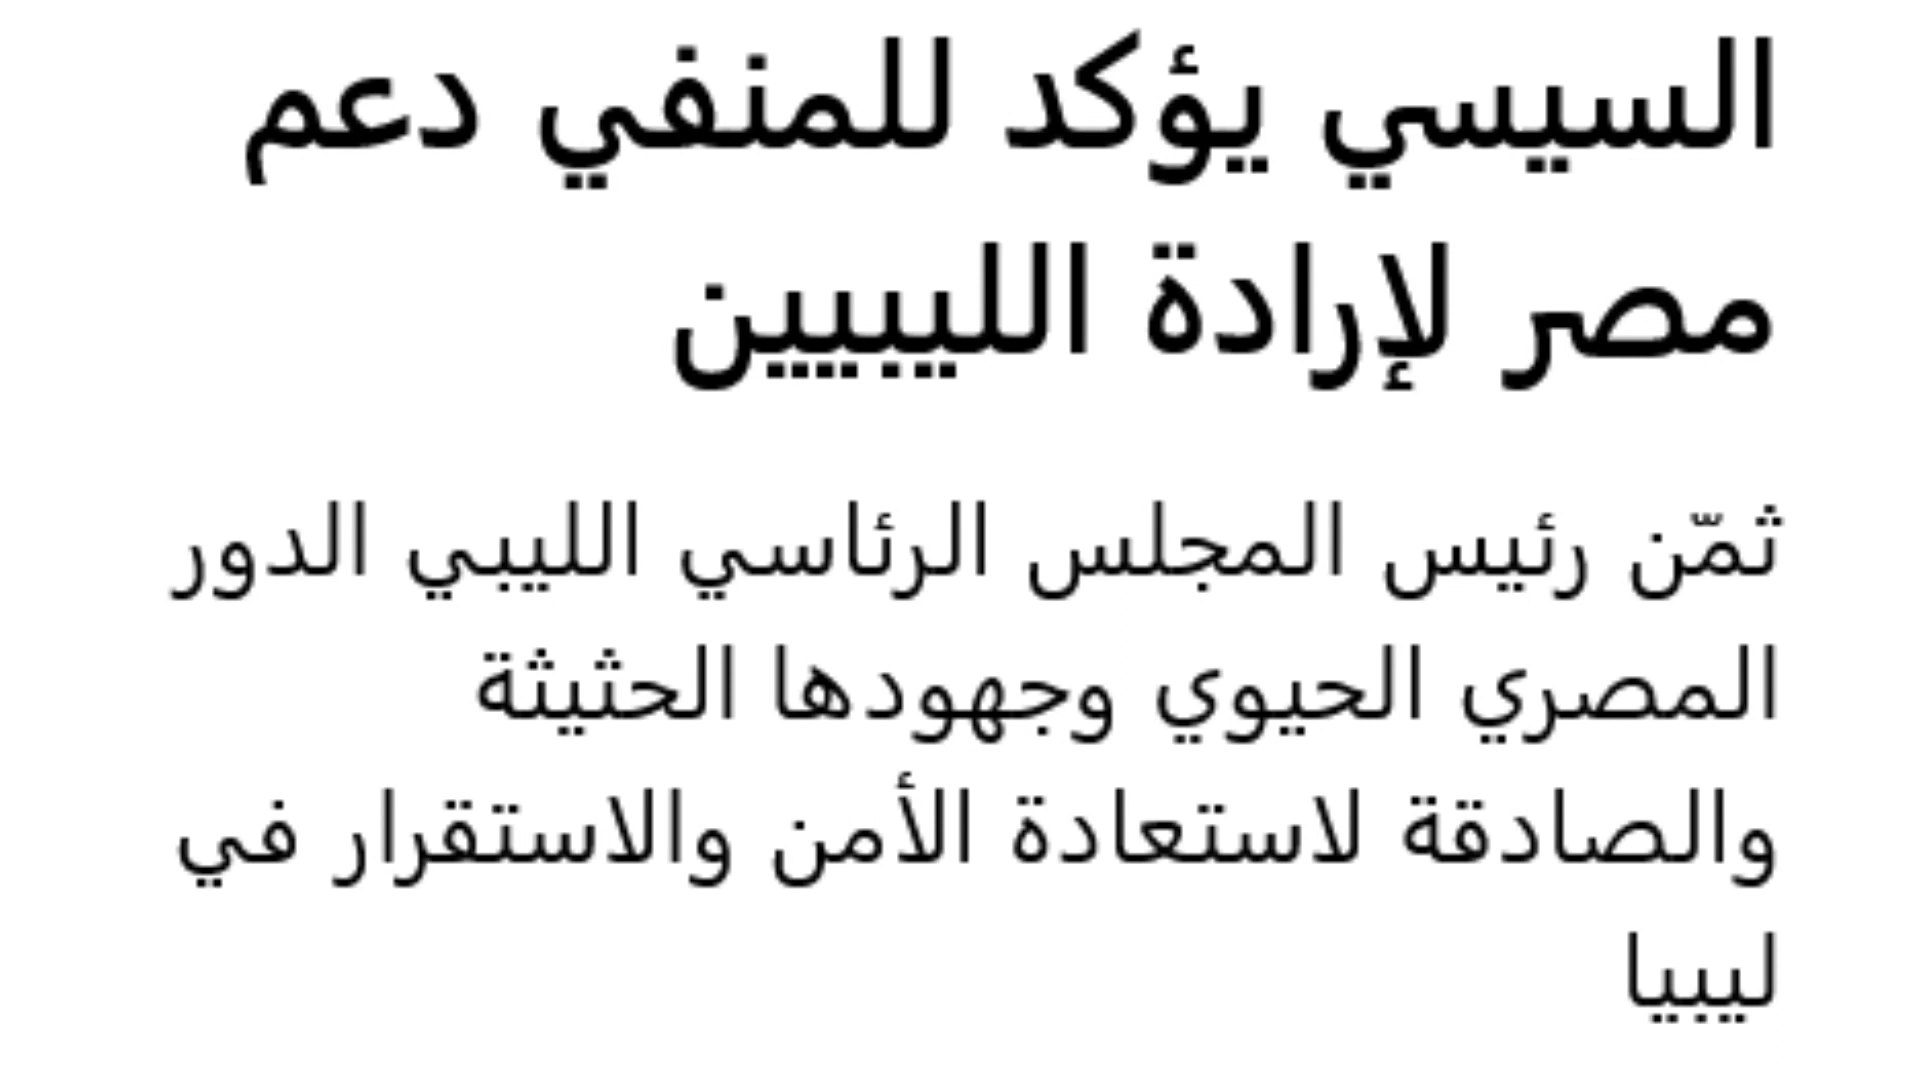 السيسي يؤكد للمنفي دعم
مصر لإرادة الليبيين
ثمّن رئيس المجلس الرئاسي الليبي الدور
المصري الحيوي وجهودها الحثيثة
والصادقة لاستعادة الأمن والاستقرار في
ليبيا